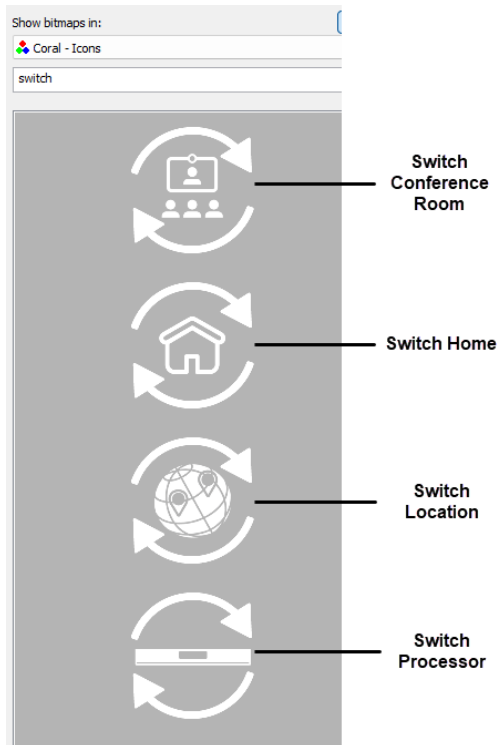 Show bitmaps in:
Coral - Icons
switch
Switch
Conference
Room
Switch Home
Switch
Location
Switch
Processor